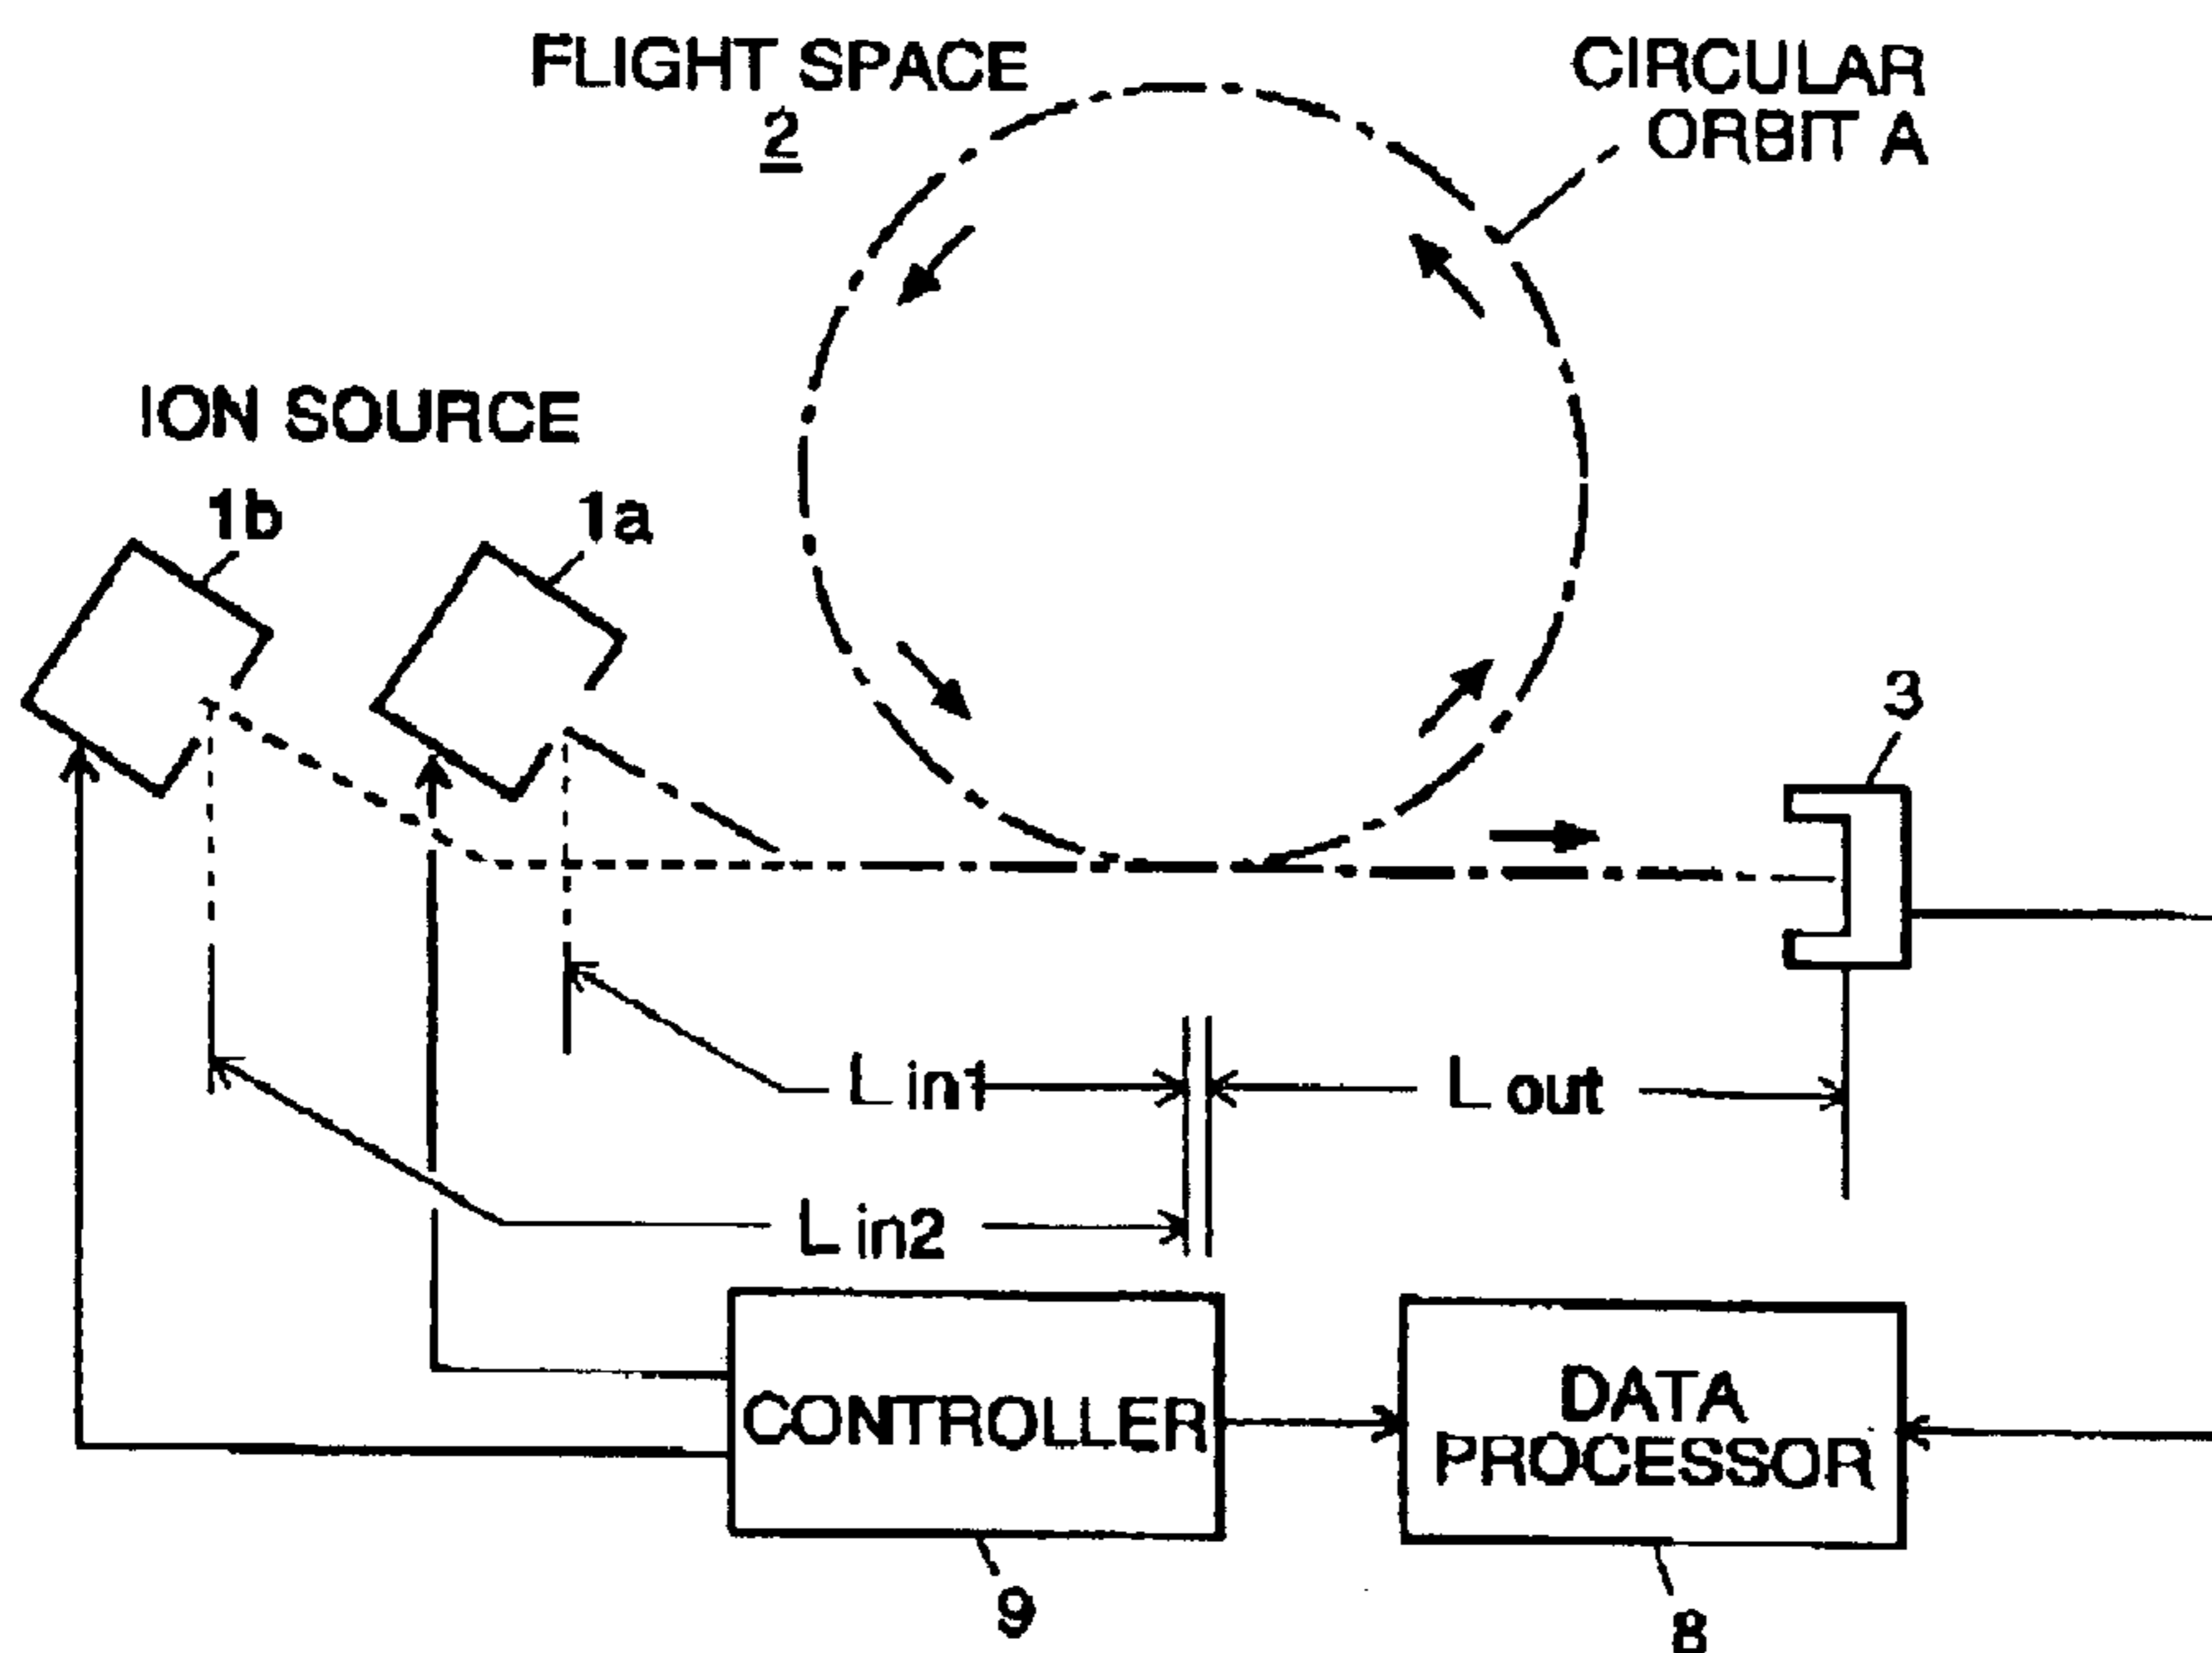 FLIGHT SPACE
2
CIRCULAR
ORBIT A
ION SOURCE
1b
1a
3
L in1
L out
L in2
CONTROLLER
DATA
PROCESSOR
9
8